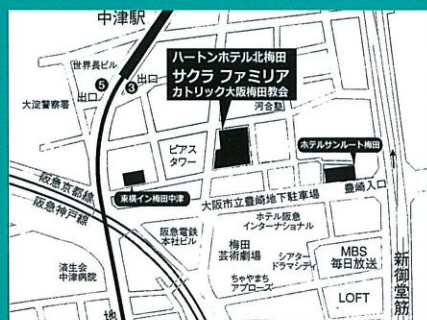 中津駅
世界長ビル
❺
出口
❸
出口
大淀警察署
ハートンホテル北梅田
サクラ ファミリア
カトリック大阪梅田教会
河合塾
ピアス
タワー
ホテルサンルート梅田
東横イン梅田中津
豊崎入口
大阪市立豊崎地下駐車場
阪急京都線
阪急神戸線
阪急電鉄
本社ビル
ホテル阪急
インターナショナル
梅田
芸術劇場
シアター
ドラマシティ
ちゃやまち
アプローズ
MBS
毎日放送
新御堂筋
済生会
中津病院
LOFT
地